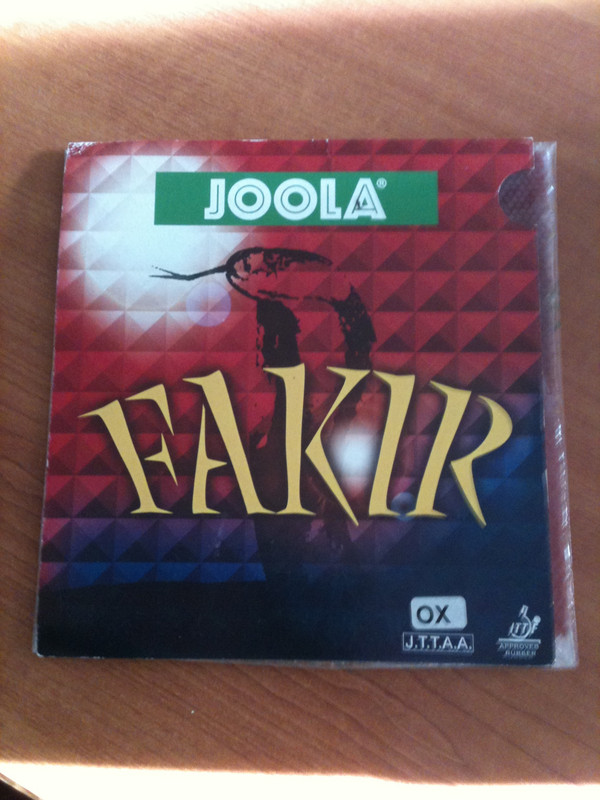 JOOLA®
FAKIR
OX
J.T.T.A.A.
ITTF
APPROVED
RUBBER